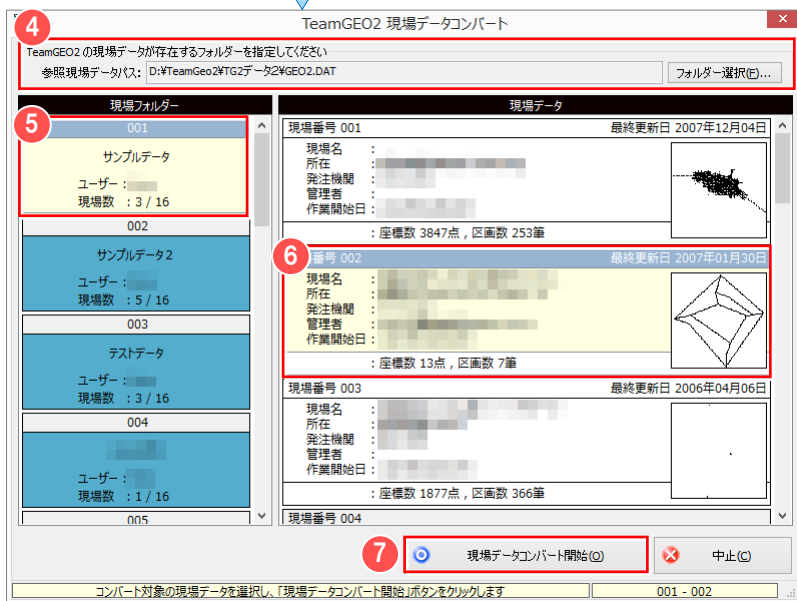 TeamGEO2 現場データコンバート
4
TeamGEO2 の現場データが存在するフォルダーを指定してください
参照現場データパス： D:¥TeamGeo2¥TG2データ2¥GEO2.DAT
フォルダー選択(F)...
現場フォルダー
5
001
サンプルデータ
ユーザー：
現場数 ：3 / 16
002
サンプルデータ２
ユーザー：
現場数 ：5 / 16
003
テストデータ
ユーザー：
現場数 ：3 / 16
004
ユーザー：
現場数 ：1 / 16
005
現場データ
現場番号 001 最終更新日 2007年12月04日
現場名 ：
所在 ：
発注機関 ：
管理者 ：
作業開始日：
：座標数 3847点 , 区画数 253筆
6
番号 002 最終更新日 2007年01月30日
現場名 ：
所在 ：
発注機関 ：
管理者 ：
作業開始日：
：座標数 13点 , 区画数 7筆
現場番号 003 最終更新日 2006年04月06日
現場名 ：
所在 ：
発注機関 ：
管理者 ：
作業開始日：
：座標数 1877点 , 区画数 366筆
現場番号 004
7
現場データコンバート開始(O)
中止(C)
コンバート対象の現場データを選択し、「現場データコンバート開始」ボタンをクリックします
001 - 002